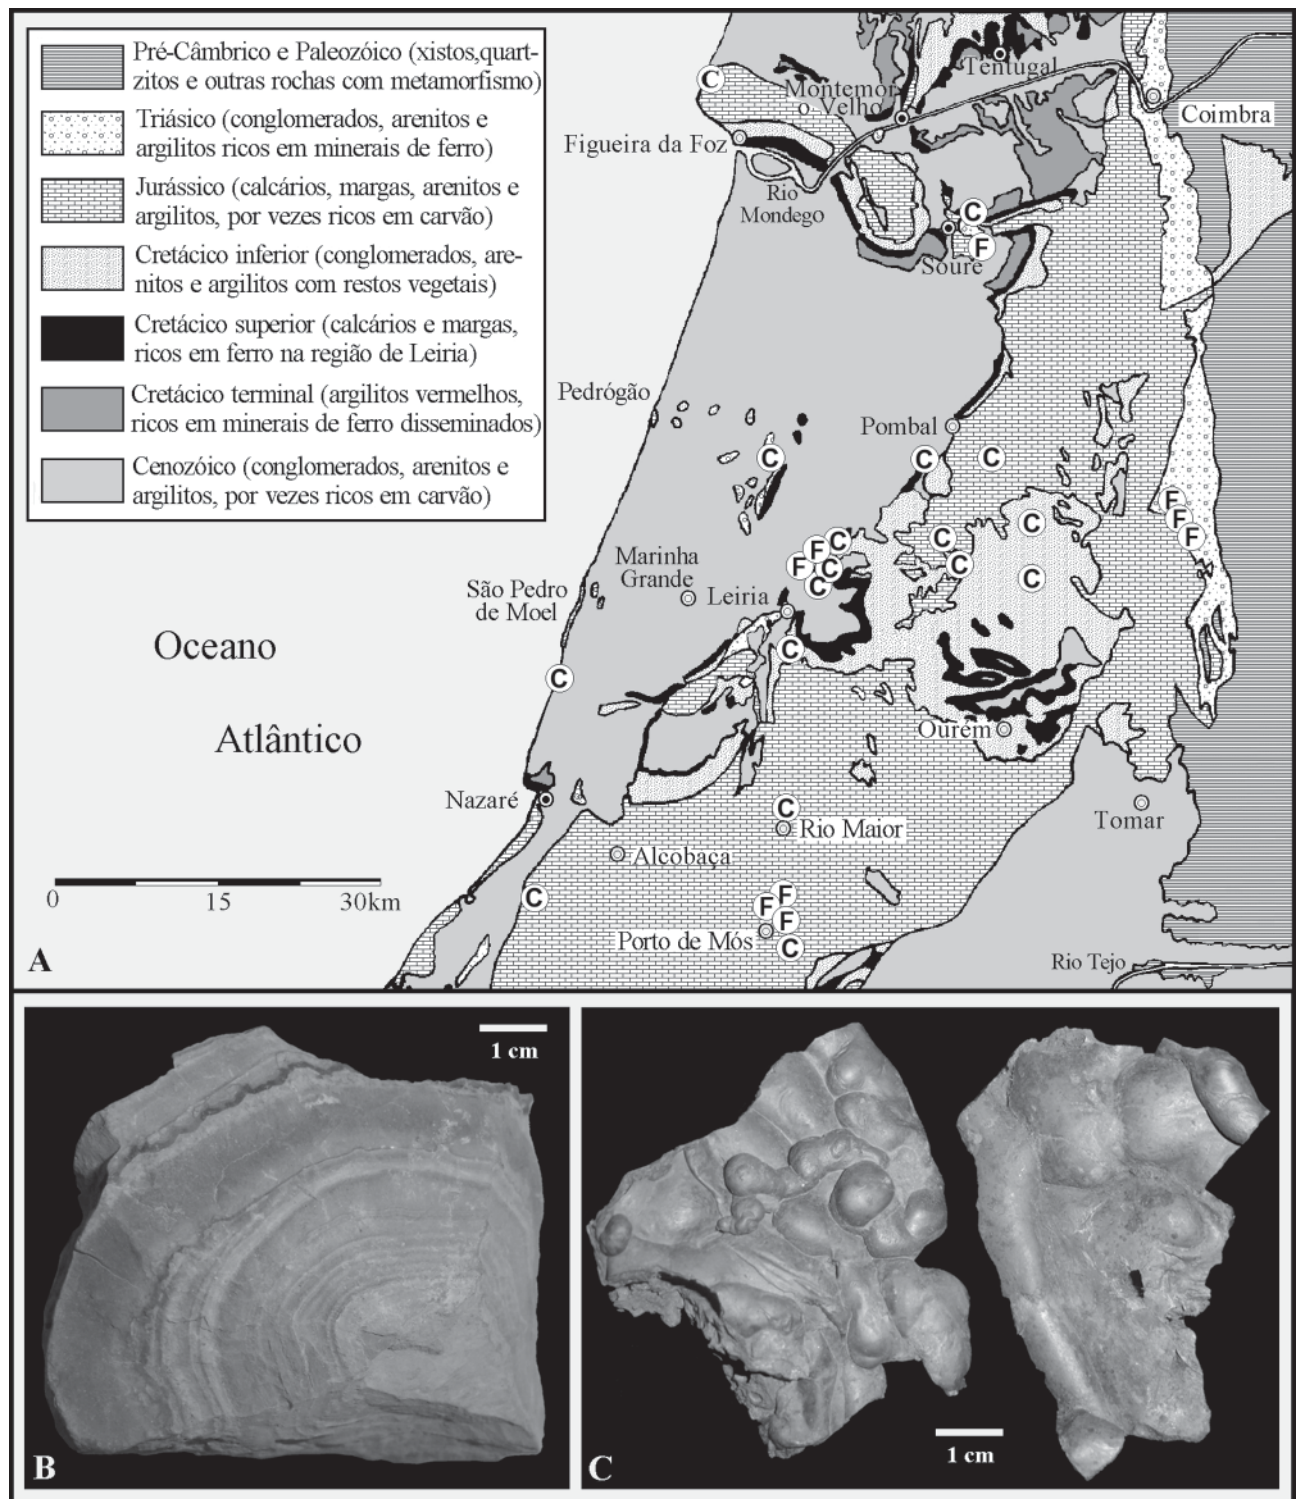 Pré-Câmbrico e Paleozóico (xistos,quart-
zitos e outras rochas com metamorfismo)
Triásico (conglomerados, arenitos e
argilitos ricos em minerais de ferro)
Jurássico (calcários, margas, arenitos e
argilitos, por vezes ricos em carvão)
Cretácico inferior (conglomerados, are-
nitos e argilitos com restos vegetais)
Cretácico superior (calcários e margas,
ricos em ferro na região de Leiria)
Cretácico terminal (argilitos vermelhos,
ricos em minerais de ferro disseminados)
Cenozóico (conglomerados, arenitos e
argilitos, por vezes ricos em carvão)
Tentugal
C
Montemor
o Velho
Coimbra
Figueira da Foz
Rio
Mondego
C
F
Soure
Pedrógão
Pombal
C
C
C
F
F
F
C
C
C
F
F
C
C
C
C
Marinha
Grande
São Pedro
de Moel
Leiria
C
C
Oceano
Atlântico
Ourém
Nazaré
C
Rio Maior
Tomar
Alcobaça
0
15
30km
C
F
F
F
Porto de Mós
C
Rio Tejo
A
1 cm
B
1 cm
C